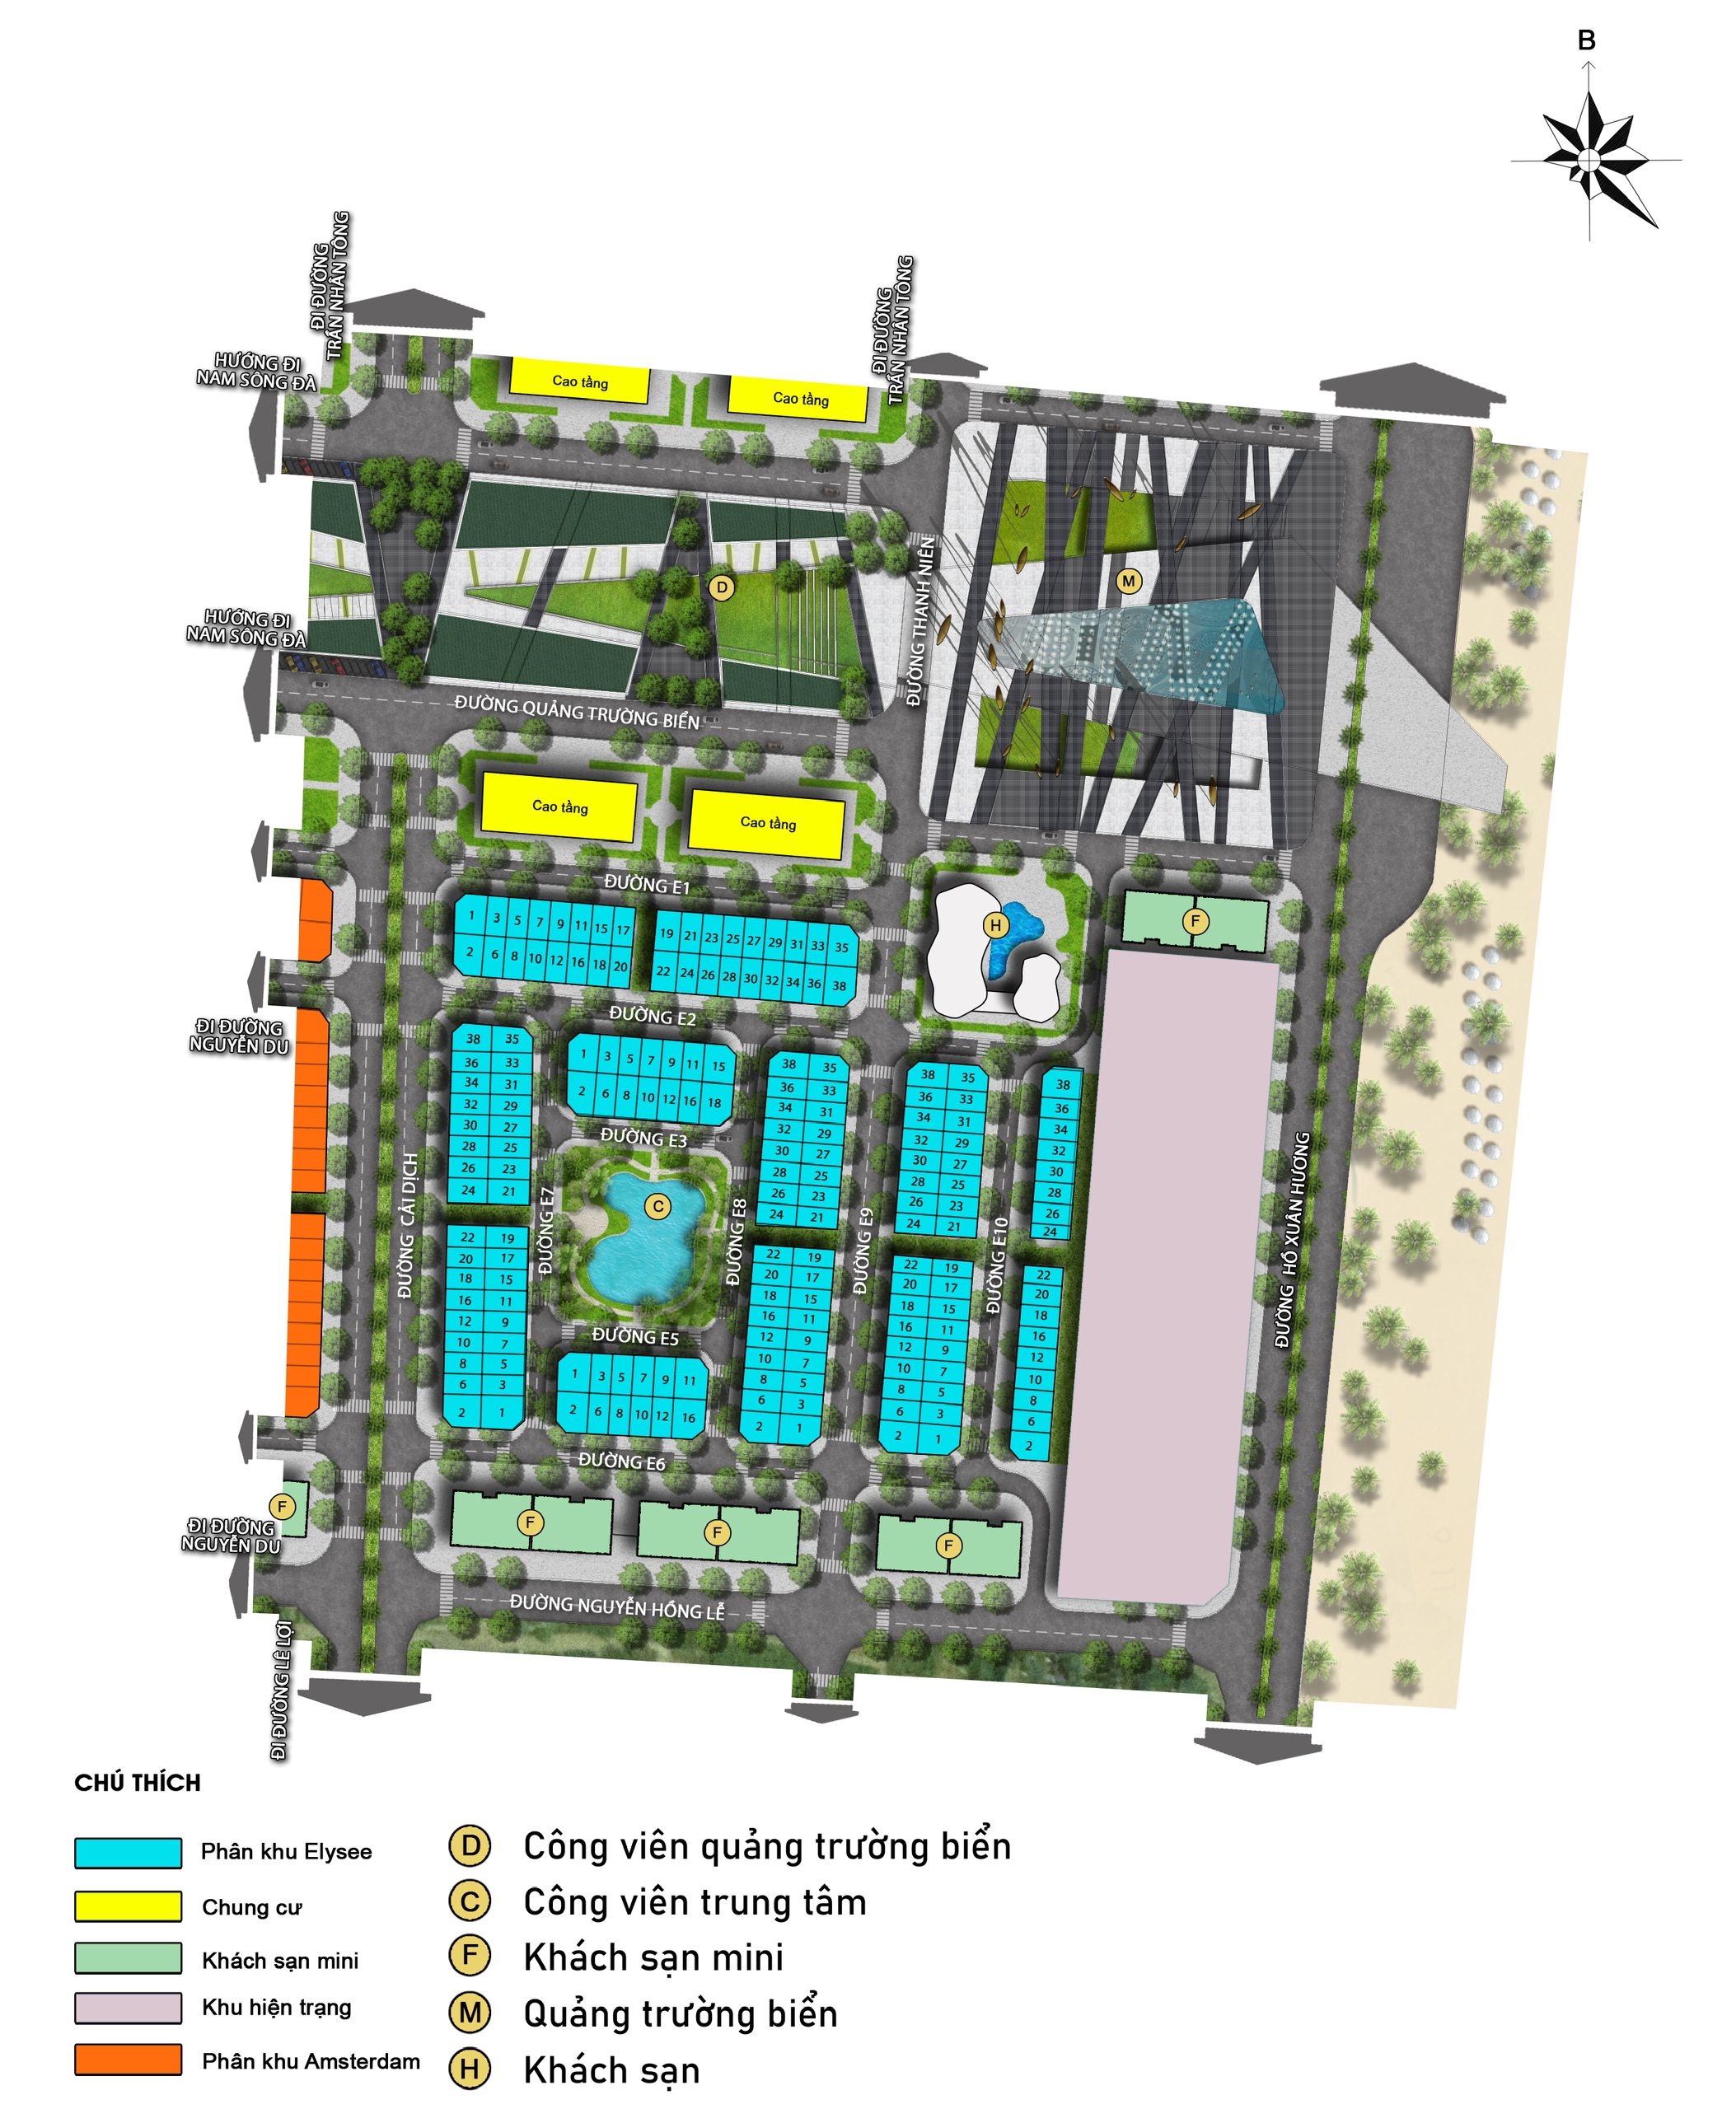 B
ĐI ĐƯỜNG
TRẦN NHÂN TÔNG
ĐI ĐƯỜNG
TRẦN NHÂN TÔNG
HƯỚNG ĐI
NAM SÔNG ĐÀ
Cao tầng
Cao tầng
HƯỚNG ĐI
NAM SÔNG ĐÀ
D
M
ĐƯỜNG THANH NIÊN
ĐƯỜNG QUẢNG TRƯỜNG BIỂN
Cao tầng
Cao tầng
ĐƯỜNG E1
1 3 5 7 9 11 15 17
2 6 8 10 12 16 18 20
19 21 23 25 27 29 31 33 35
22 24 26 28 30 32 34 36 38
H
F
ĐƯỜNG E2
ĐI ĐƯỜNG
NGUYỄN DU
38 35
36 33
34 31
32 29
30 27
28 25
26 23
24 21
22 19
20 17
18 15
16 11
12 9
10 7
8 5
6 3
2 1
1 3 5 7 9 11 15
2 6 8 10 12 16 18
ĐƯỜNG E3
C
ĐƯỜNG CẢI DỊCH
ĐƯỜNG E7
ĐƯỜNG E8
ĐƯỜNG E5
1 3 5 7 9 11
2 6 8 10 12 16
38 35
36 33
34 31
32 29
30 27
28 25
26 23
24 21
22 19
20 17
18 15
16 11
12 9
10 7
8 5
6 3
2 1
ĐƯỜNG E9
38 35
36 33
34 31
32 29
30 27
28 25
26 23
24 21
22 19
20 17
18 15
16 11
12 9
10 7
8 5
6 3
2 1
ĐƯỜNG E10
38
36
34
32
30
28
26
24
22
20
18
16
12
10
8
6
2
ĐƯỜNG HỒ XUÂN HƯƠNG
ĐƯỜNG E6
F
F
F
F
ĐI ĐƯỜNG
NGUYỄN DU
ĐƯỜNG NGUYỄN HỒNG LỄ
ĐI ĐƯỜNG LÊ LỢI
CHÚ THÍCH
Phân khu Elysee
Chung cư
Khách sạn mini
Khu hiện trạng
Phân khu Amsterdam
D Công viên quảng trường biển
C Công viên trung tâm
F Khách sạn mini
M Quảng trường biển
H Khách sạn